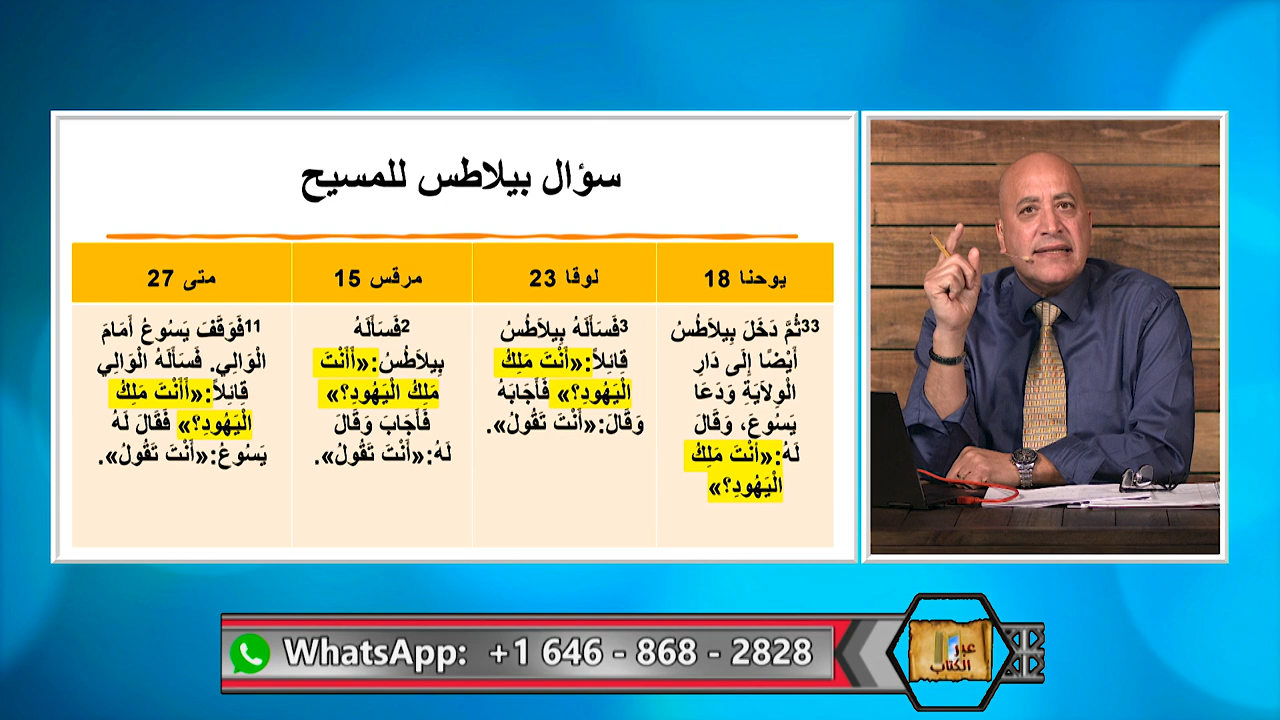 سؤال بيلاطس للمسيح
يوحنا 18
33ثُمَّ دَخَلَ بِيلاَطُسُ
أَيْضًا إِلَى دَارِ
الْوِلاَيَةِ وَدَعَا
يَسُوعَ، وَقَالَ
لَهُ:«أَنْتَ مَلِكُ
الْيَهُودِ؟»
لوقا 23
3فَسَأَلَهُ بِيلاَطُسُ
قِائِلاً:«أَنْتَ مَلِكُ
الْيَهُودِ؟» فَأَجَابَهُ
وَقَالَ:«أَنْتَ تَقُولُ».
مرقس 15
2فَسَأَلَهُ
بِيلاَطُسُ:«أَأَنْتَ
مَلِكُ الْيَهُودِ؟»
فَأَجَابَ وَقَالَ
لَهُ:«أَنْتَ تَقُولُ».
متى 27
11فَوَقَفَ يَسُوعُ أَمَامَ
الْوَالِي. فَسَأَلَهُ الْوَالِي
قِائِلاً:«أَأَنْتَ مَلِكُ
الْيَهُودِ؟» فَقَالَ لَهُ
يَسُوعُ:«أَنْتَ تَقُولُ».
WhatsApp: +1 646 - 868 - 2828
عبر
الكتاب